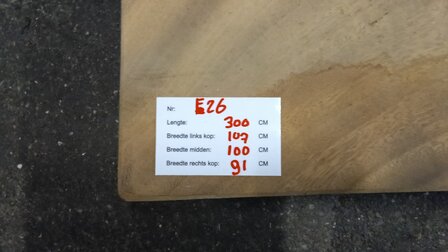 Nr: E26
Lengte: 300 CM
Breedte links kop: 107 CM
Breedte midden: 100 CM
Breedte rechts kop: 91 CM